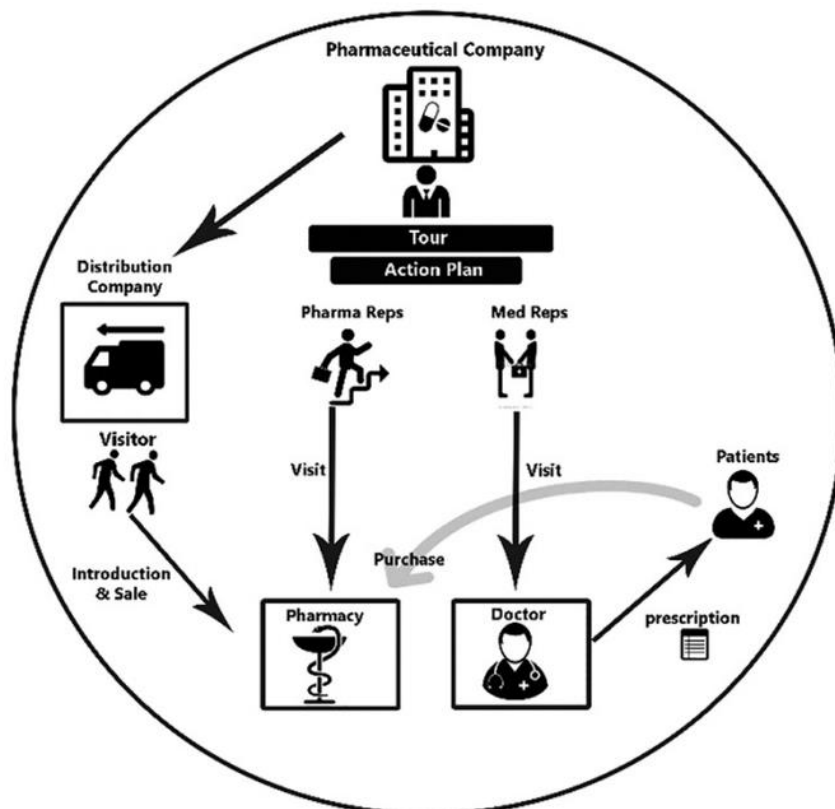 Pharmaceutical Company
Tour
Action Plan
Distribution
Company
Pharma Reps
Med Reps
Visitor
Visit
Visit
Patients
Introduction
& Sale
Purchase
Pharmacy
Doctor
prescription